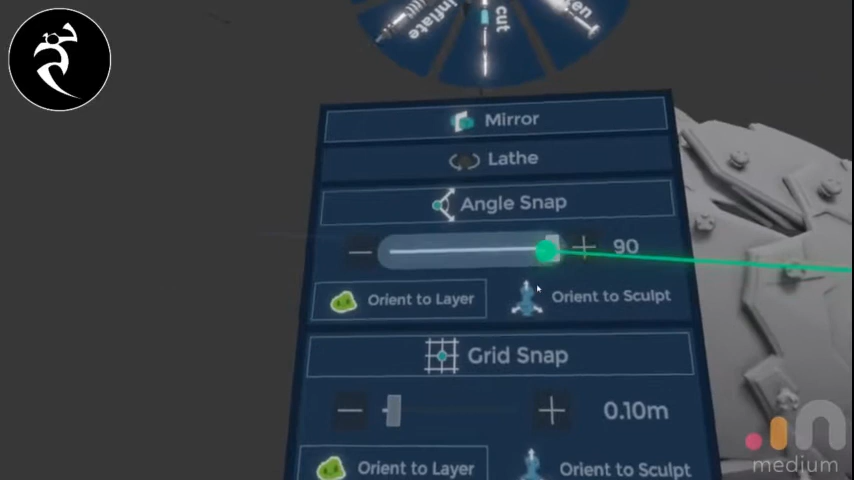 Inflate
cut
Mirror
Lathe
Angle Snap
90
Orient to Layer
Orient to Sculpt
Grid Snap
0.10m
Orient to Layer
Orient to Sculpt
medium